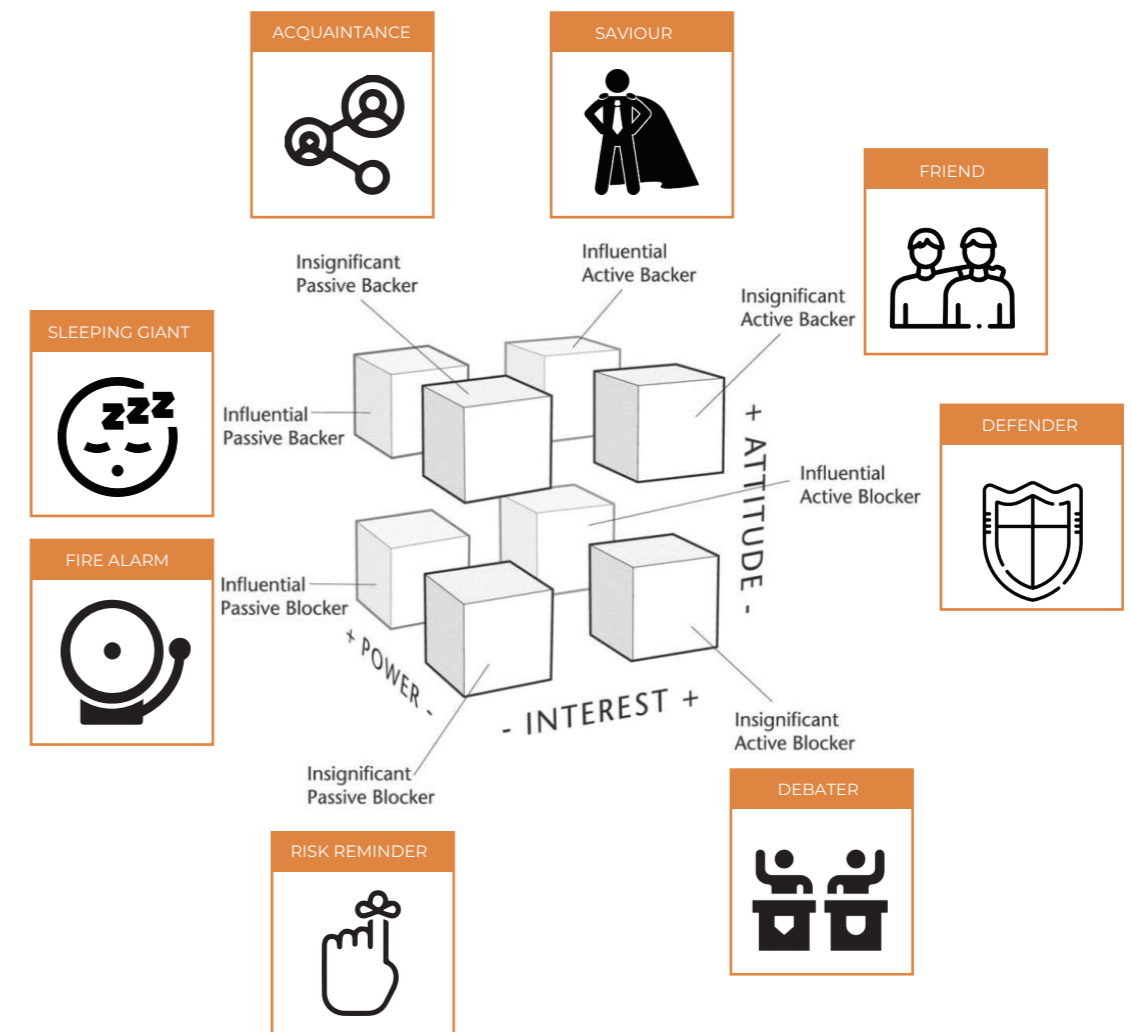 ACQUAINTANCE
SAVIOUR
FRIEND
Insignificant
Passive Backer
Influential
Active Backer
Insignificant
Active Backer
SLEEPING GIANT
zzz
Influential
Passive Backer
+ ATTITUDE -
DEFENDER
Influential
Active Blocker
FIRE ALARM
Influential
Passive Blocker
+ POWER -
- INTEREST +
Insignificant
Active Blocker
Insignificant
Passive Blocker
DEBATER
RISK REMINDER